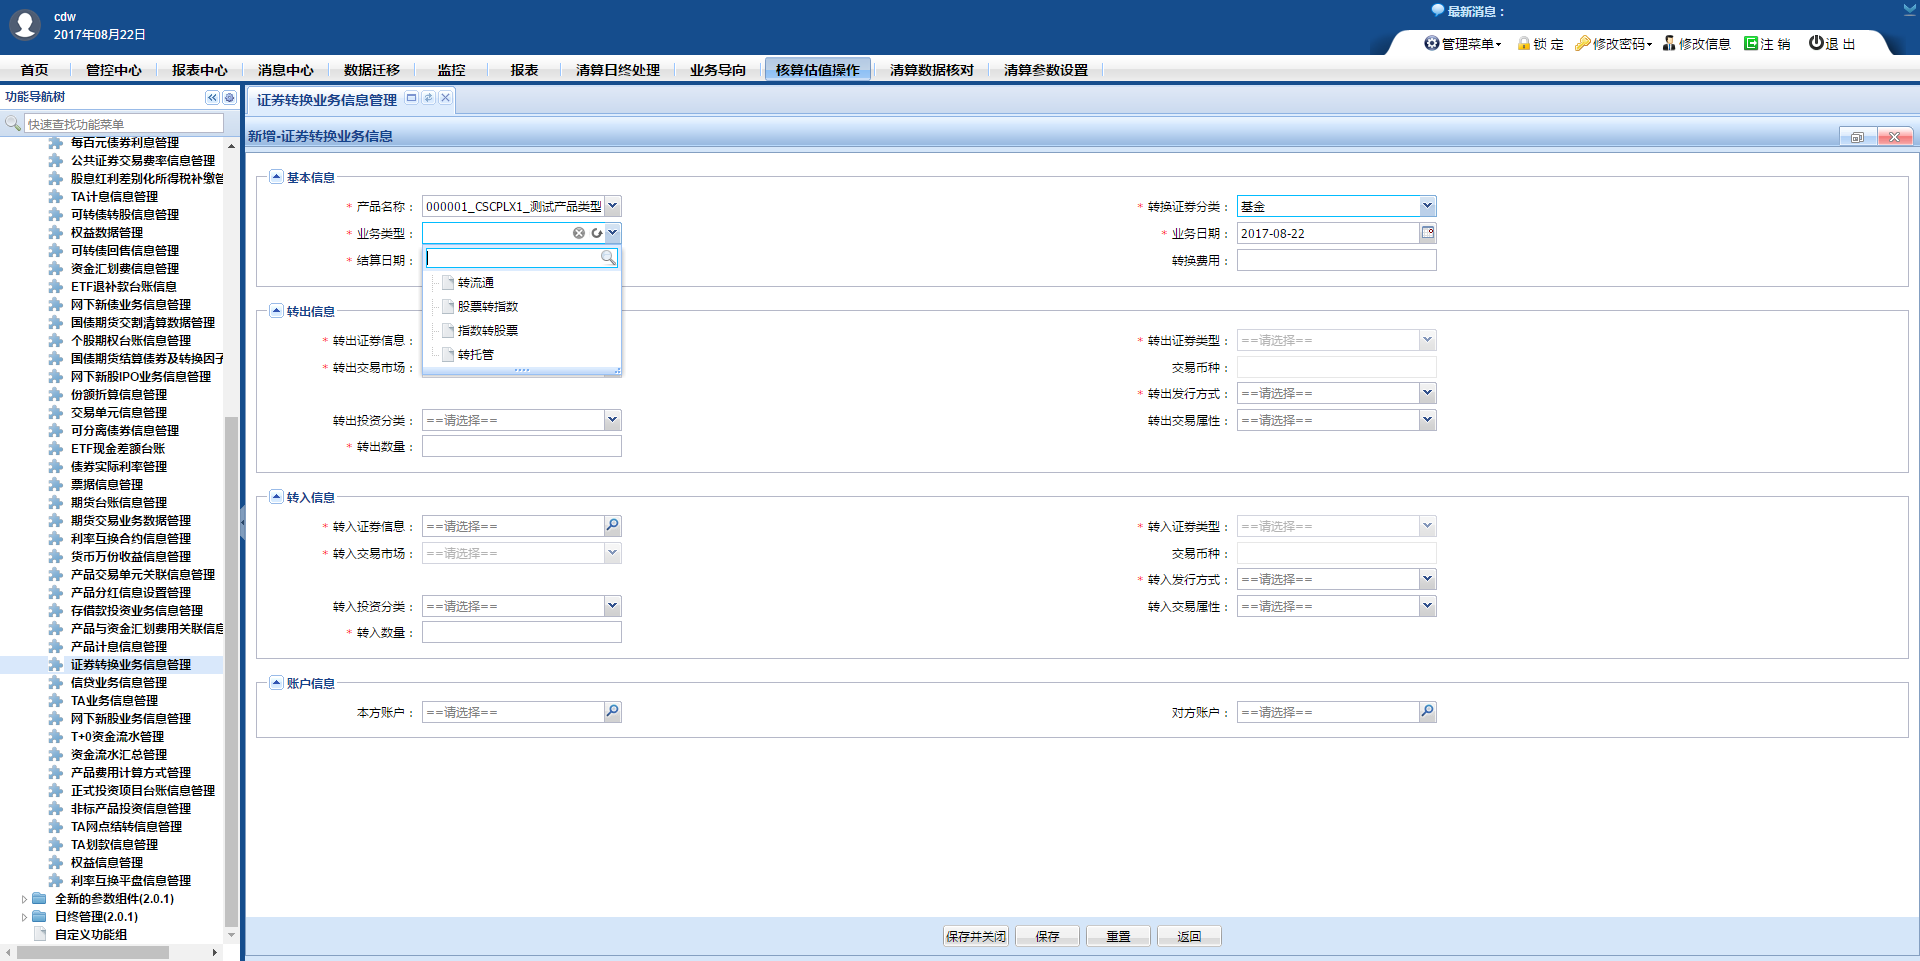 cdw
2017年08月22日
最新消息：
管理菜单
锁 定
修改密码
修改信息
注 销
退 出
首页
管控中心
报表中心
消息中心
数据迁移
监控
报表
清算日终处理
业务导向
核算估值操作
清算数据核对
清算参数设置
功能导航树
快速查找功能菜单
每百元债券利息管理
公共证券交易费率信息管理
股息红利差别化所得税补缴管
TA计息信息管理
可转债转股信息管理
权益数据管理
可转债回售信息管理
资金汇划费信息管理
ETF退补款台账信息
网下新债业务信息管理
国债期货交割清算数据管理
个股期权台账信息管理
国债期货结算债券及转换因子
网下新股IPO业务信息管理
份额折算信息管理
交易单元信息管理
可分离债券信息管理
ETF现金差额台账
债券实际利率管理
票据信息管理
期货台账信息管理
期货交易业务数据管理
利率互换合约信息管理
货币万份收益信息管理
产品交易单元关联信息管理
产品分红信息设置管理
存借款投资业务信息管理
产品与资金汇划费用关联信息
产品计息信息管理
证券转换业务信息管理
信贷业务信息管理
TA业务信息管理
网下新股业务信息管理
T+0资金流水管理
资金流水汇总管理
产品费用计算方式管理
正式投资项目台账信息管理
非标产品投资信息管理
TA网点结转信息管理
TA划款信息管理
权益信息管理
利率互换平盘信息管理
全新的参数组件(2.0.1)
日终管理(2.0.1)
自定义功能组
证券转换业务信息管理
新增-证券转换业务信息
基本信息
* 产品名称： 000001_CSCPLX1_测试产品类型
* 转换证券分类： 基金
* 业务类型：
* 业务日期： 2017-08-22
* 结算日期：
转换费用：
转流通
股票转指数
指数转股票
转托管
转出信息
* 转出证券信息：
* 转出证券类型： ==请选择==
* 转出交易市场：
交易币种：
* 转出发行方式： ==请选择==
转出投资分类： ==请选择==
转出交易属性： ==请选择==
* 转出数量：
转入信息
* 转入证券信息： ==请选择==
* 转入证券类型： ==请选择==
* 转入交易市场： ==请选择==
交易币种：
* 转入发行方式： ==请选择==
转入投资分类： ==请选择==
转入交易属性： ==请选择==
* 转入数量：
账户信息
本方账户： ==请选择==
对方账户： ==请选择==
保存并关闭
保存
重置
返回